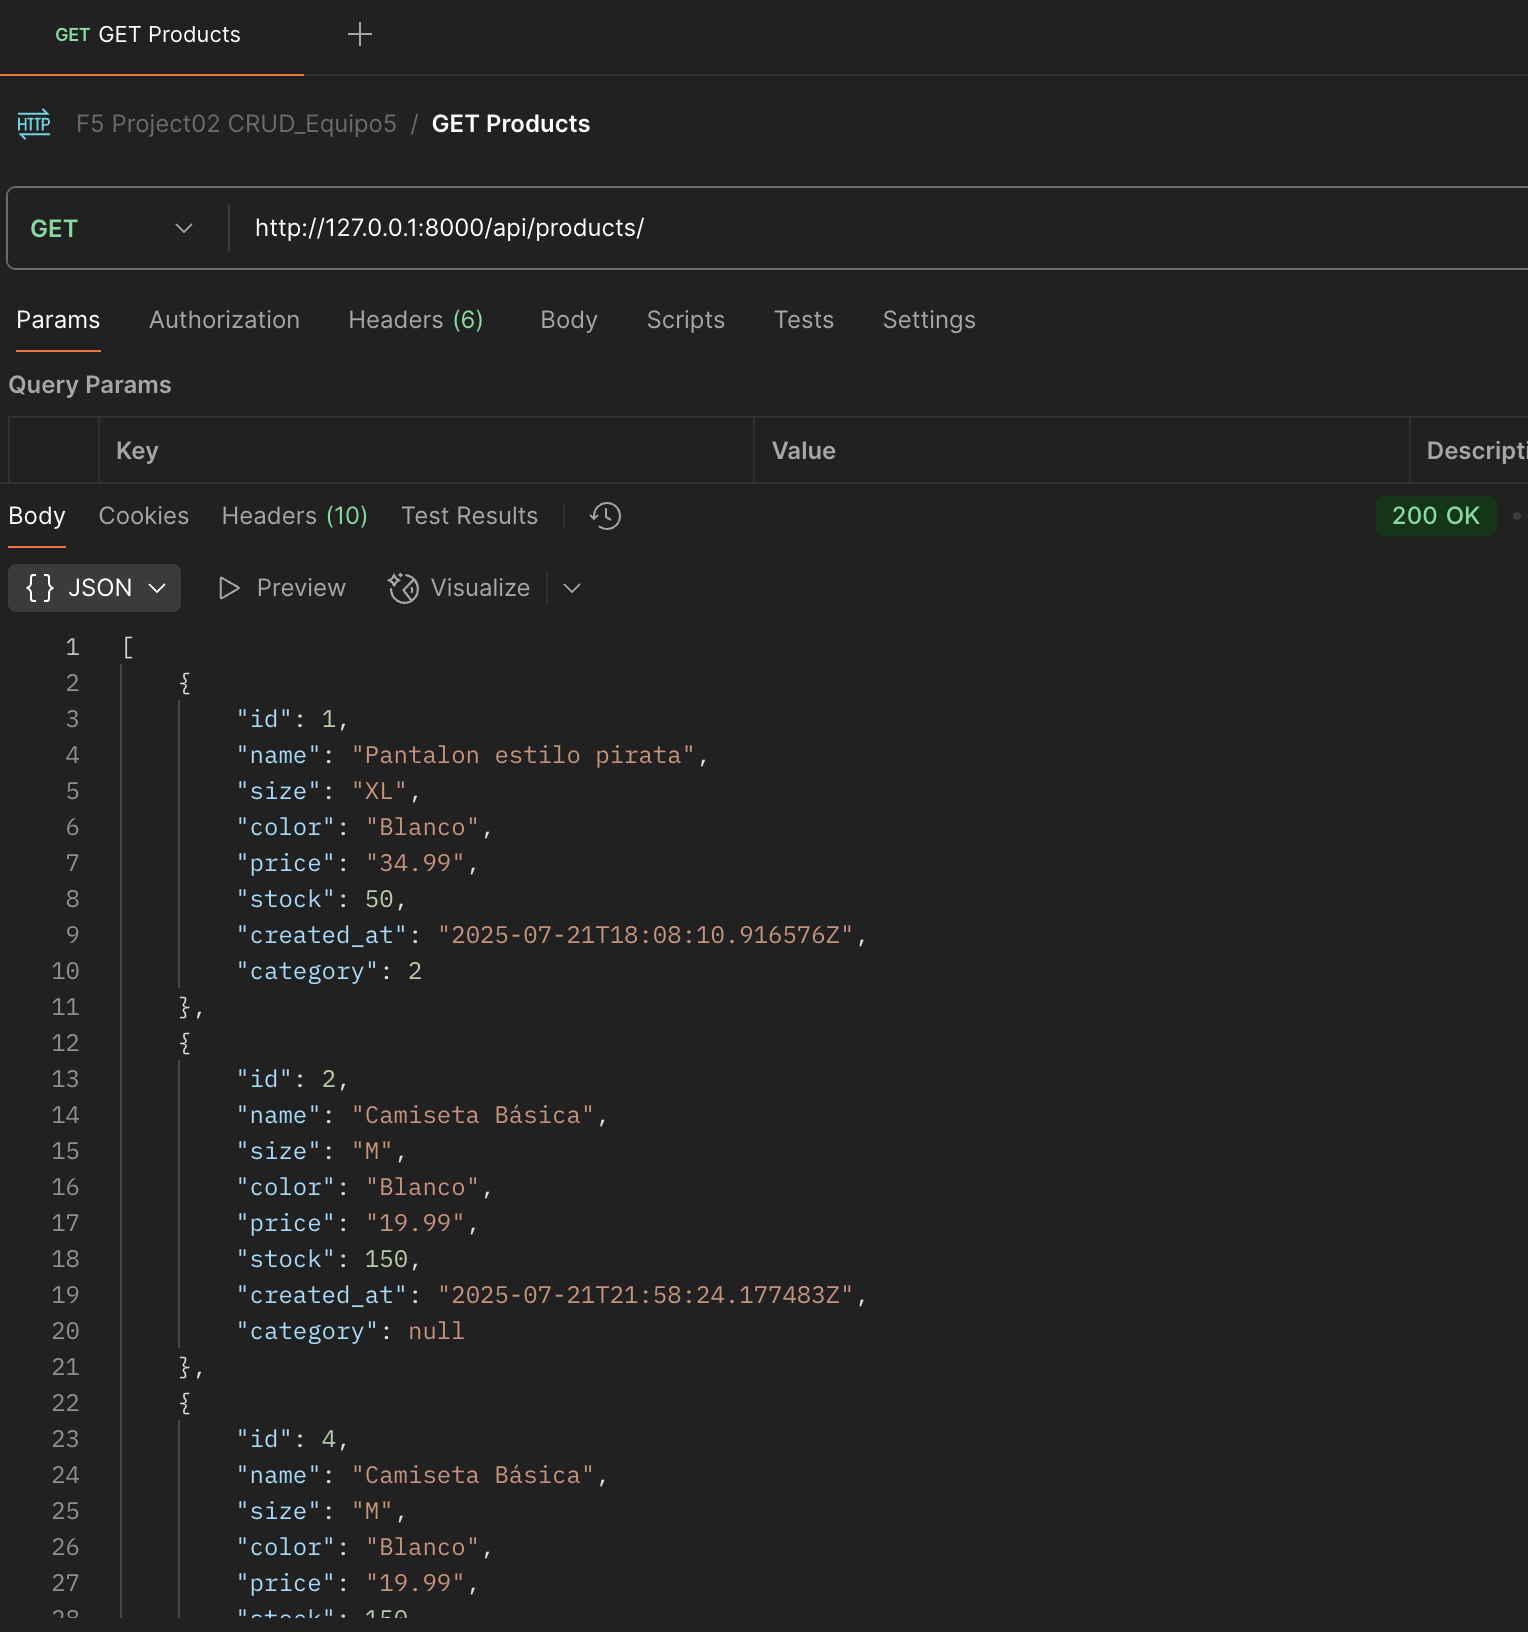 GET GET Products
HTTP F5 Project02 CRUD_Equipo5 / GET Products
GET http://127.0.0.1:8000/api/products/
Params Authorization Headers (6) Body Scripts Tests Settings
Query Params
Key Value Descripti
Body Cookies Headers (10) Test Results 200 OK
{} JSON Preview Visualize
1 [
2 {
3 "id": 1,
4 "name": "Pantalon estilo pirata",
5 "size": "XL",
6 "color": "Blanco",
7 "price": "34.99",
8 "stock": 50,
9 "created_at": "2025-07-21T18:08:10.916576Z",
10 "category": 2
11 },
12 {
13 "id": 2,
14 "name": "Camiseta Básica",
15 "size": "M",
16 "color": "Blanco",
17 "price": "19.99",
18 "stock": 150,
19 "created_at": "2025-07-21T21:58:24.177483Z",
20 "category": null
21 },
22 {
23 "id": 4,
24 "name": "Camiseta Básica",
25 "size": "M",
26 "color": "Blanco",
27 "price": "19.99",
28 "stock": 150